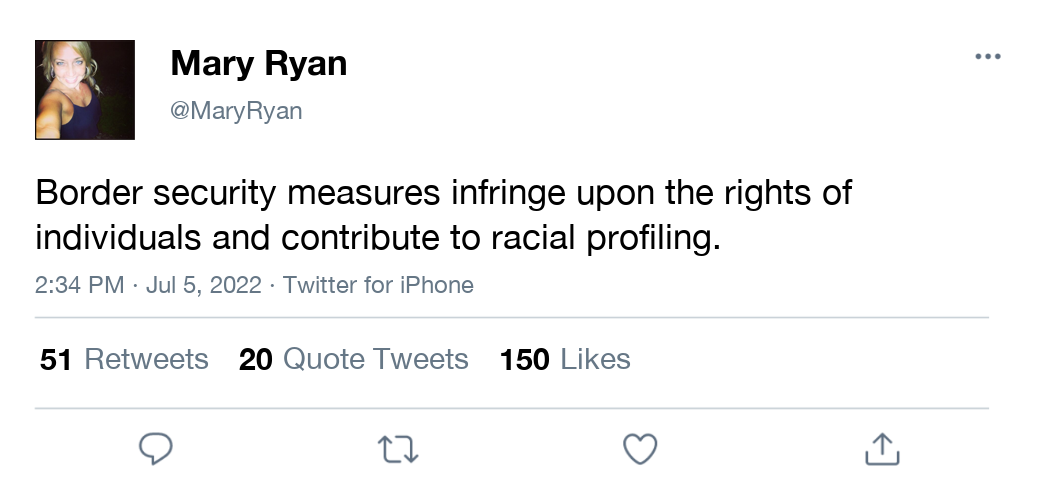 Mary Ryan
@MaryRyan
Border security measures infringe upon the rights of
individuals and contribute to racial profiling.
2:34 PM · Jul 5, 2022 · Twitter for iPhone
51 Retweets 20 Quote Tweets 150 Likes